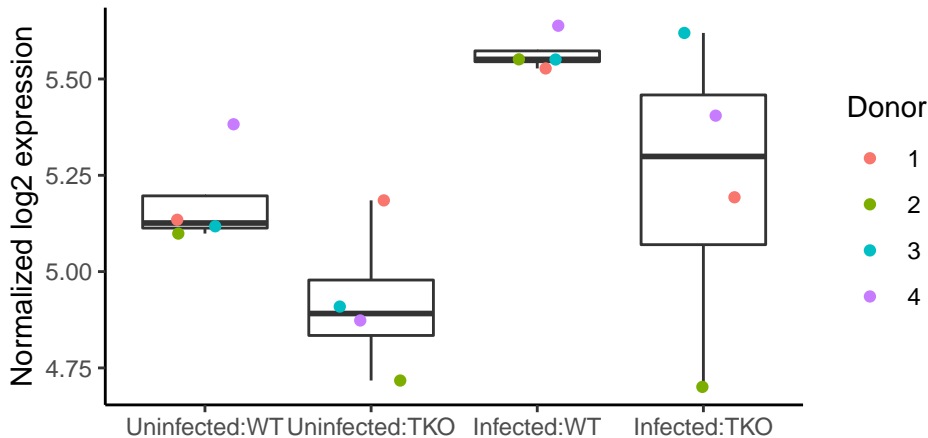 Normalized log2 expression
5.50
5.25
5.00
4.75
Uninfected:WT
Uninfected:TKO
Infected:WT
Infected:TKO
Donor
1
2
3
4